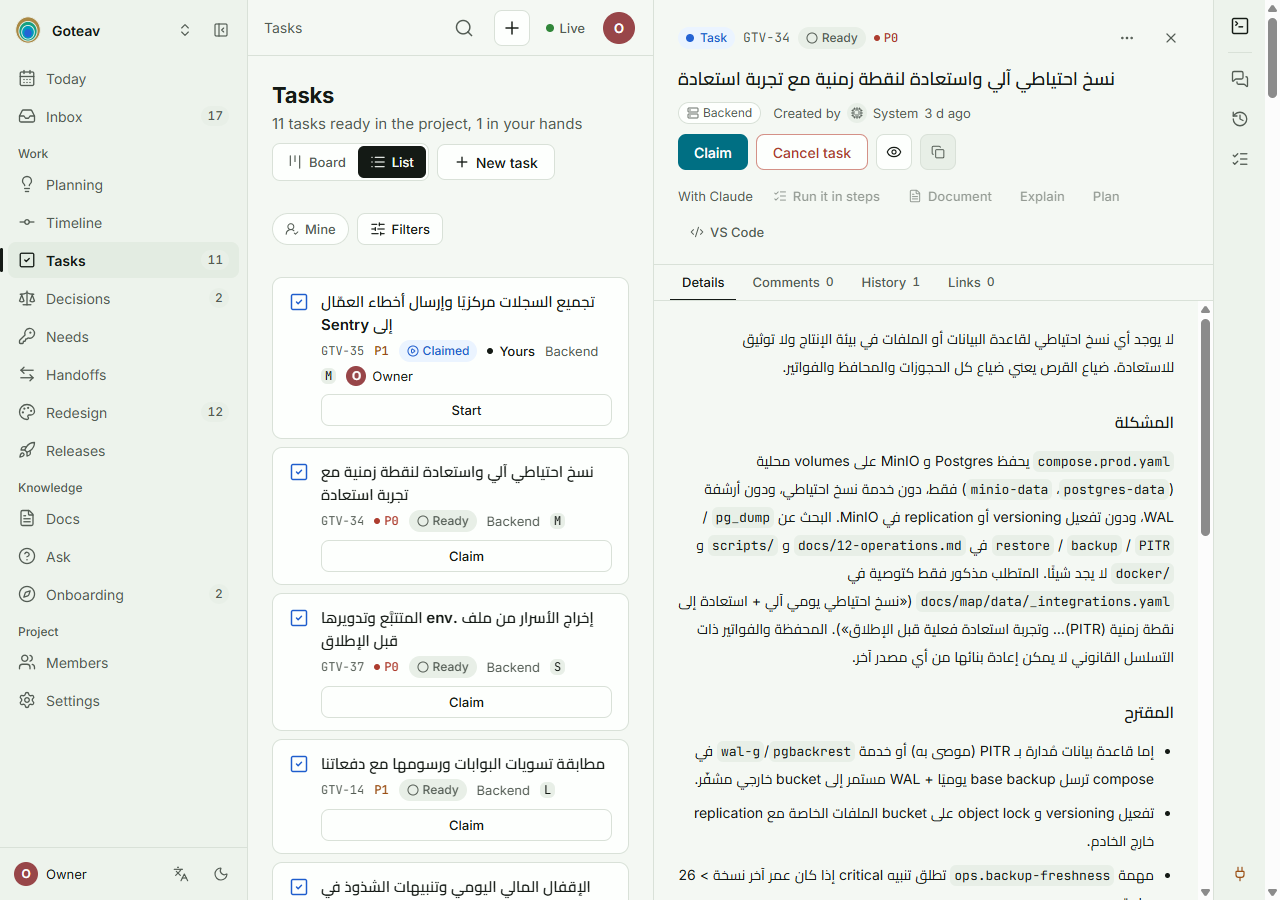 Goteav
Today
Inbox 17
Work
Planning
Timeline
Tasks 11
Decisions 2
Needs
Handoffs
Redesign 12
Releases
Knowledge
Docs
Ask
Onboarding 2
Project
Members
Settings
O Owner
Tasks
Live O
Tasks
11 tasks ready in the project, 1 in your hands
Board List New task
Mine Filters
تجميع السجلات مركزيًا وإرسال أخطاء العمّال
إلى Sentry
GTV-35 P1 Claimed Yours Backend
M O Owner
Start
نسخ احتياطي آلي واستعادة لنقطة زمنية مع
تجربة استعادة
GTV-34 P0 Ready Backend M
Claim
إخراج الأسرار من ملف .env المتتبَّع وتدويرها
قبل الإطلاق
GTV-37 P0 Ready Backend S
Claim
مطابقة تسويات البوابات ورسومها مع دفعاتنا
GTV-14 P1 Ready Backend L
Claim
الإقفال المالي اليومي وتنبيهات الشذوذ في
Task GTV-34 Ready P0
نسخ احتياطي آلي واستعادة لنقطة زمنية مع تجربة استعادة
Backend Created by System 3 d ago
Claim Cancel task
With Claude Run it in steps Document Explain Plan
VS Code
Details Comments 0 History 1 Links 0
لا يوجد أي نسخ احتياطي لقاعدة البيانات أو الملفات في بيئة الإنتاج ولا توثيق
للاستعادة. ضياع القرص يعني ضياع كل الحجوزات والمحافظ والفواتير.
المشكلة
compose.prod.yaml يحفظ Postgres و MinIO على volumes محلية
(postgres-data، minio-data) فقط، دون خدمة نسخ احتياطي، ودون أرشفة
WAL، ودون تفعيل versioning أو replication في MinIO. البحث عن pg_dump /
PITR / backup / restore في docs/12-operations.md و scripts/ و
docker/ لا يجد شيئًا. المتطلب مذكور فقط كتوصية في
docs/map/data/_integrations.yaml («نسخ احتياطي يومي آلي + استعادة إلى
نقطة زمنية (PITR)... وتجربة استعادة فعلية قبل الإطلاق»). المحفظة والفواتير ذات
التسلسل القانوني لا يمكن إعادة بنائها من أي مصدر آخر.
المقترح
• إما قاعدة بيانات مُدارة بـ PITR (موصى به) أو خدمة wal-g/pgbackrest في
compose ترسل base backup يوميًا + WAL مستمر إلى bucket خارجي مشفّر.
• تفعيل versioning و object lock على bucket الملفات الخاصة مع replication
خارج الخادم.
• مهمة ops.backup-freshness تطلق تنبيه critical إذا كان عمر آخر نسخة > 26